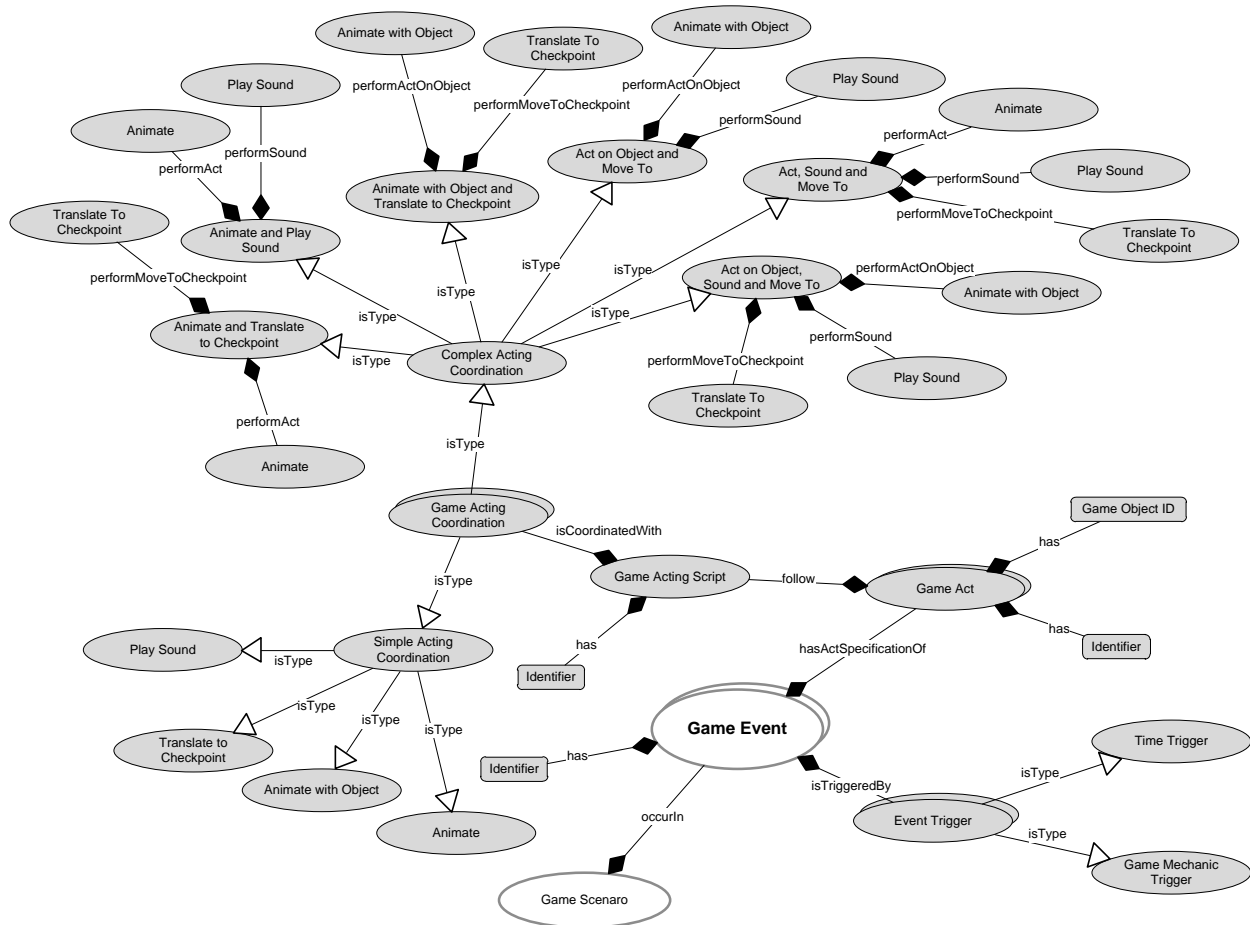 Animate with Object
Translate To
Checkpoint
Animate with Object
Play Sound
performActOnObject
performMoveToCheckpoint
performActOnObject
Play Sound
performSound
Animate
performAct
performSound
Animate with Object and
Translate to Checkpoint
Act on Object and
Move To
Act, Sound and
Move To
performAct
Animate
performSound
Play Sound
performMoveToCheckpoint
Translate To
Checkpoint
Translate To
Checkpoint
performMoveToCheckpoint
Animate and Play
Sound
Animate and Translate
to Checkpoint
performAct
Animate
isType
isType
isType
isType
isType
isType
Act on Object,
Sound and Move To
performActOnObject
Animate with Object
performSound
Play Sound
performMoveToCheckpoint
Translate To
Checkpoint
Complex Acting
Coordination
isType
Game Acting
Coordination
isCoordinatedWith
Game Acting Script
follow
Game Act
has
Game Object ID
has
Identifier
has
Identifier
isType
Simple Acting
Coordination
isType
Play Sound
isType
Translate to
Checkpoint
isType
Animate with Object
isType
Animate
hasActSpecificationOf
Game Event
has
Identifier
occurIn
Game Scenaro
isTriggeredBy
Event Trigger
isType
Time Trigger
isType
Game Mechanic
Trigger